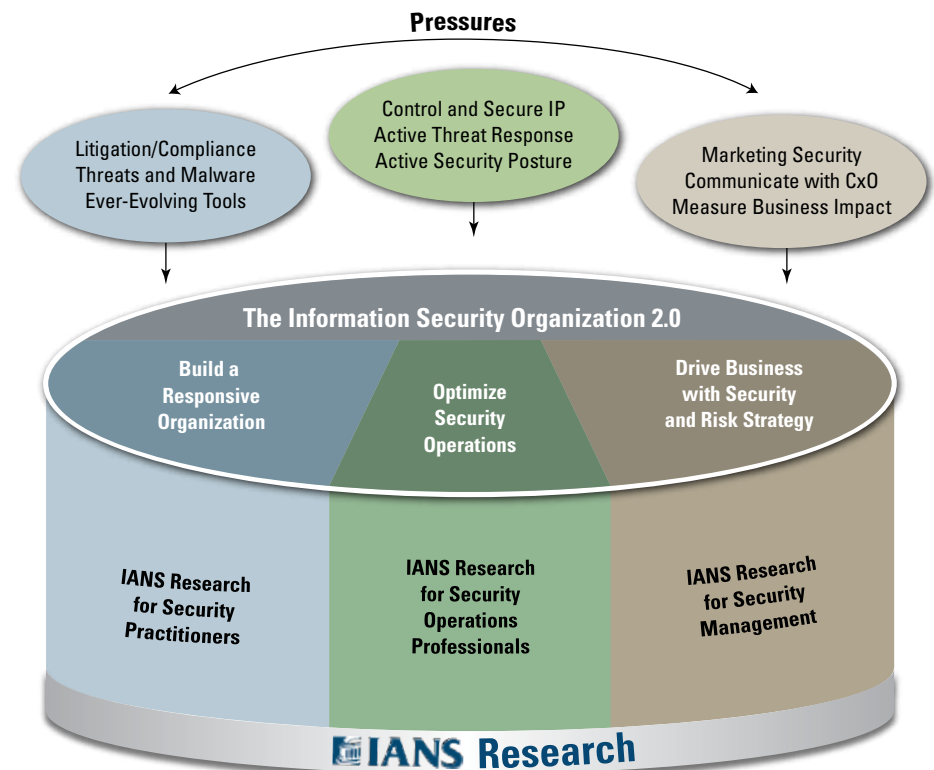 Pressures
Litigation/Compliance
Threats and Malware
Ever-Evolving Tools
Control and Secure IP
Active Threat Response
Active Security Posture
Marketing Security
Communicate with CxO
Measure Business Impact
The Information Security Organization 2.0
Build a
Responsive
Organization
Optimize
Security
Operations
Drive Business
with Security
and Risk Strategy
IANS Research
for Security
Practitioners
IANS Research
for Security
Operations
Professionals
IANS Research
for Security
Management
IANS Research